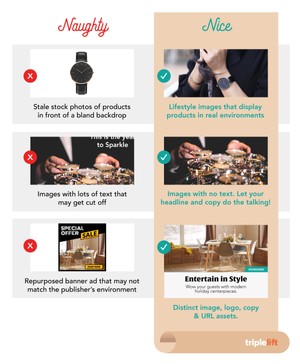 Naughty
Nice
Stale stock photos of products
in front of a bland backdrop
Lifestyle images that display
products in real environments
This is the year
to Sparkle
Images with lots of text that
may get cut off
Images with no text. Let your
headline and copy do the talking!
SPECIAL
OFFER
SALE
Entertain in Style
Wow your guests with modern
holiday centerpieces.
Repurposed banner ad that may not
match the publisher's environment
Distinct image, logo, copy
& URL assets.
triplelift